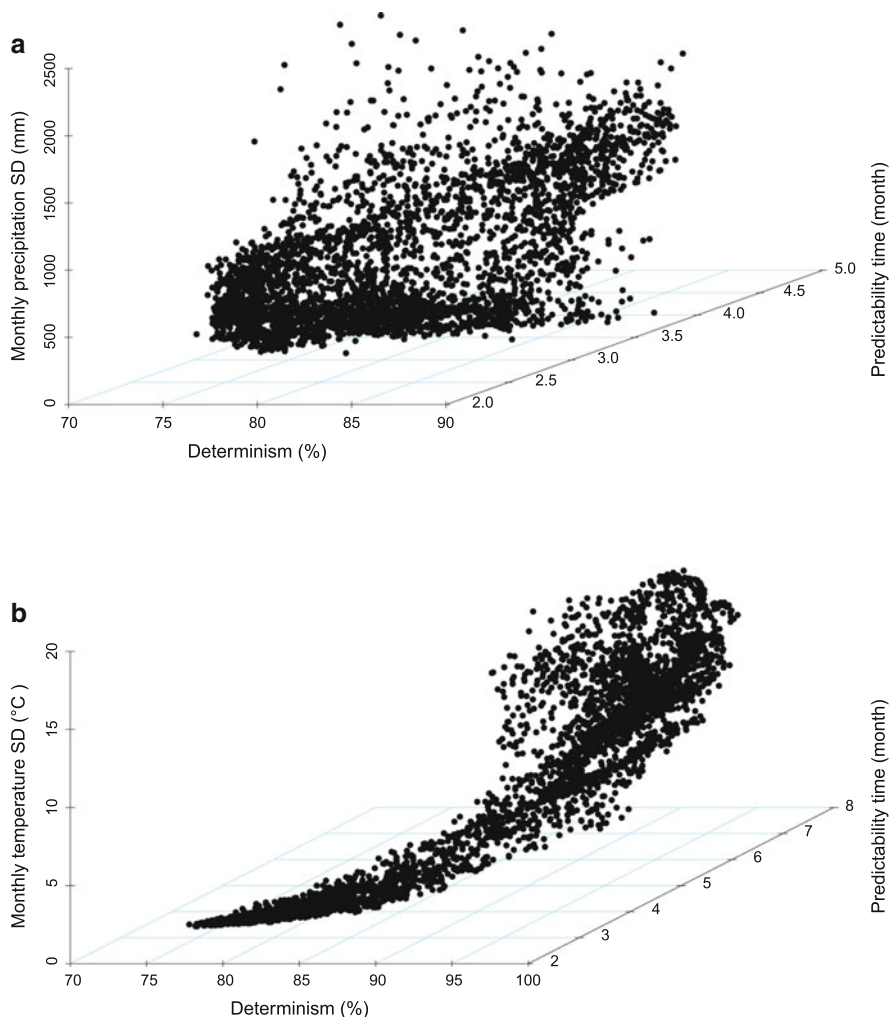 a
Monthly precipitation SD (mm)
2500
2000
1500
1000
500
0
70 75 80 85 90
Determinism (%)
2.0
2.5
3.0
3.5
4.0
4.5
5.0
Predictability time (month)
b
Monthly temperature SD (°C )
20
15
10
5
0
70 75 80 85 90 95 100
Determinism (%)
2
3
4
5
6
7
8
Predictability time (month)